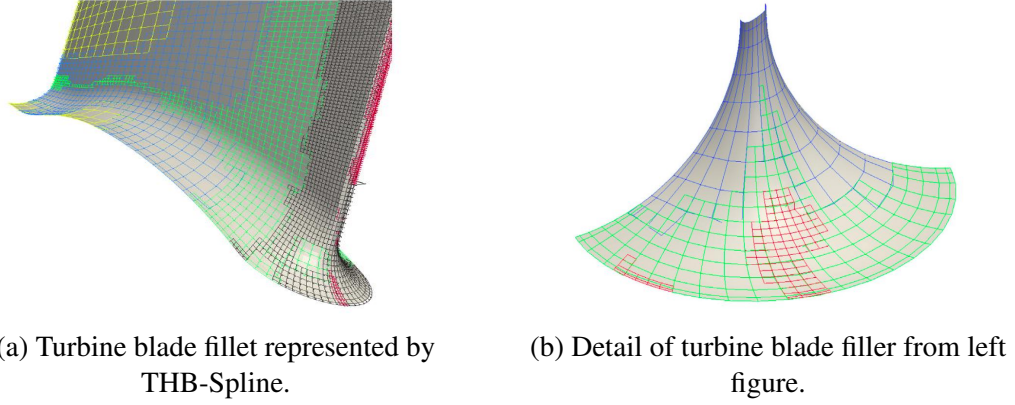 (a) Turbine blade fillet represented by
THB-Spline.
(b) Detail of turbine blade filler from left
figure.